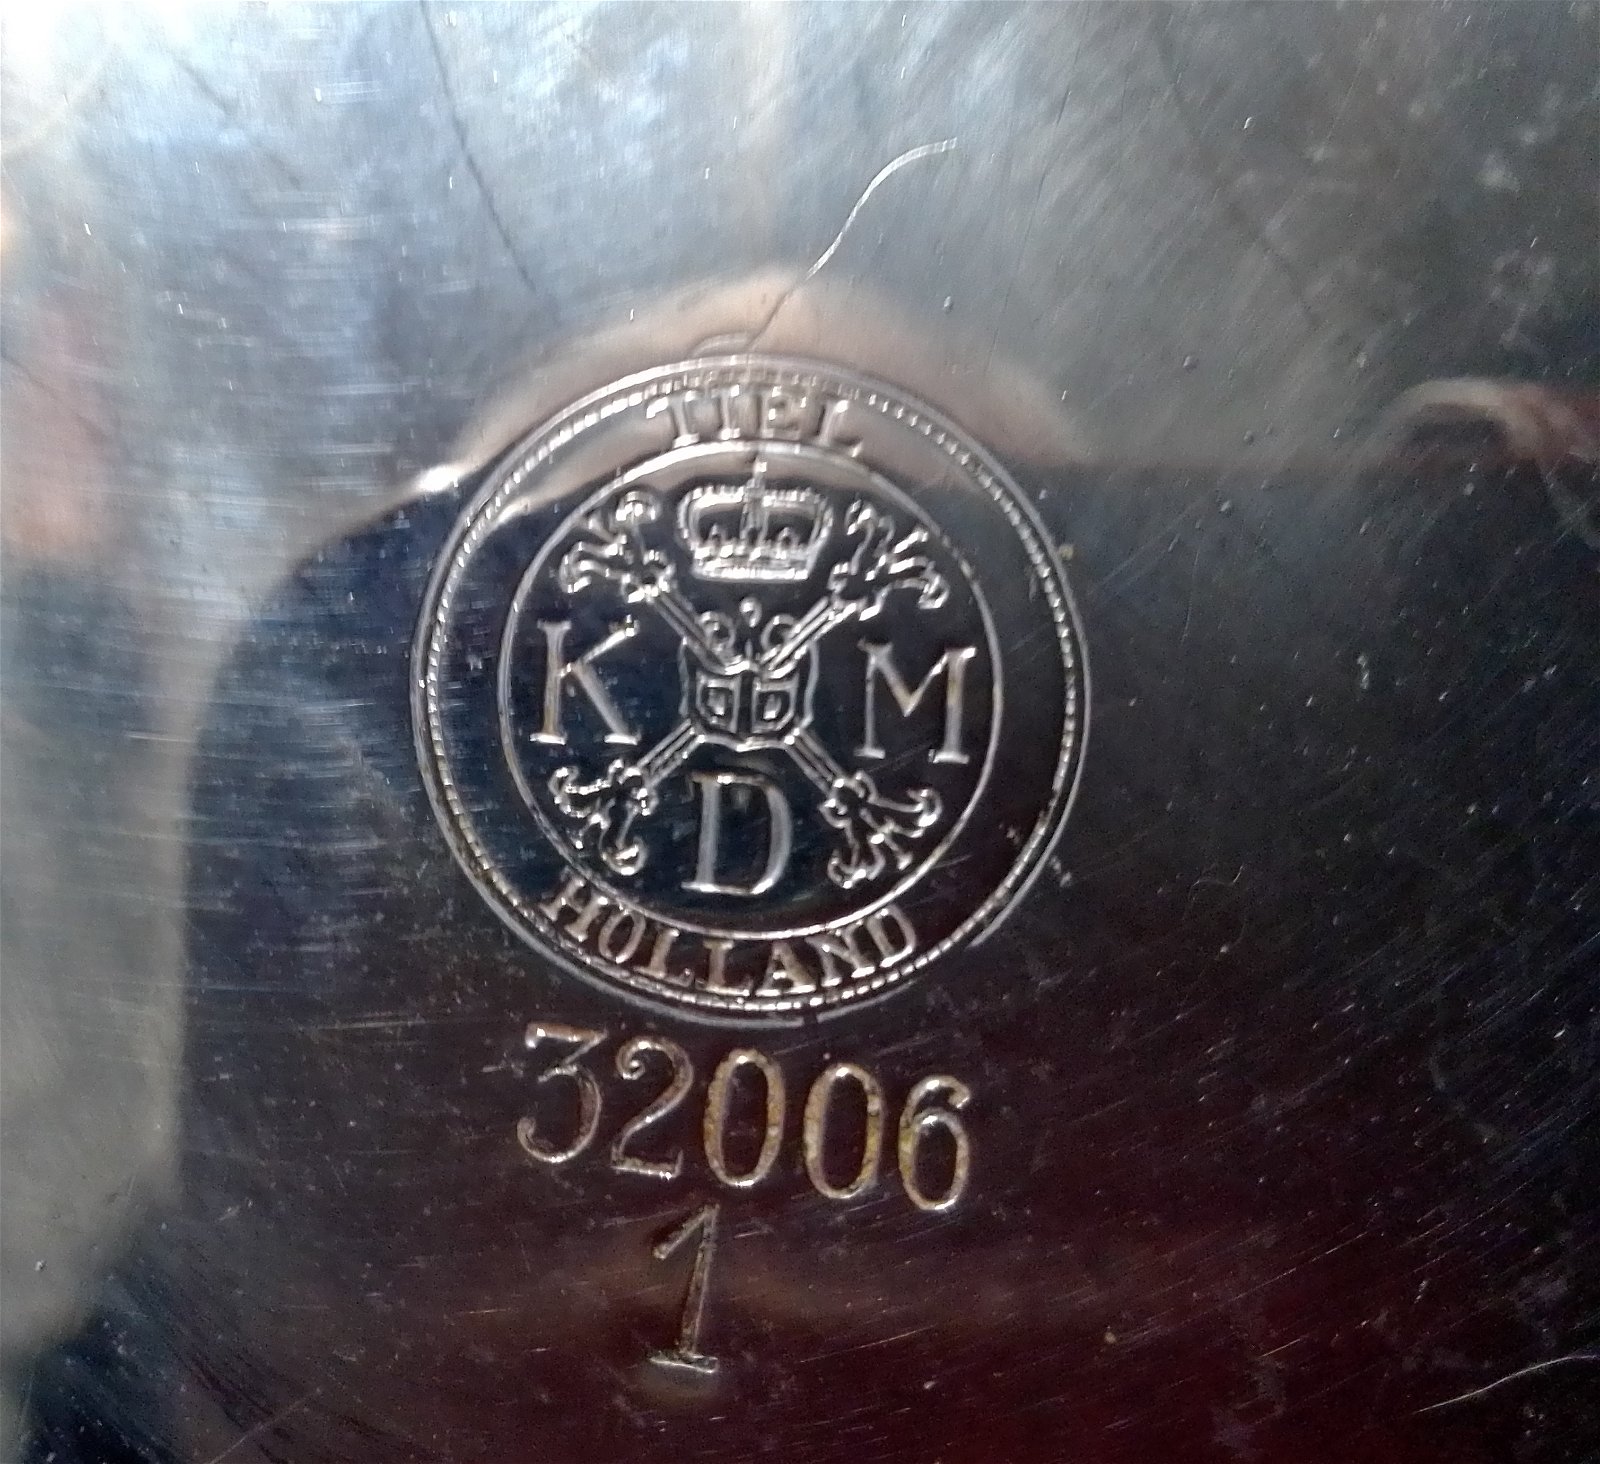 TIEL
K M
D
HOLLAND
32006
1